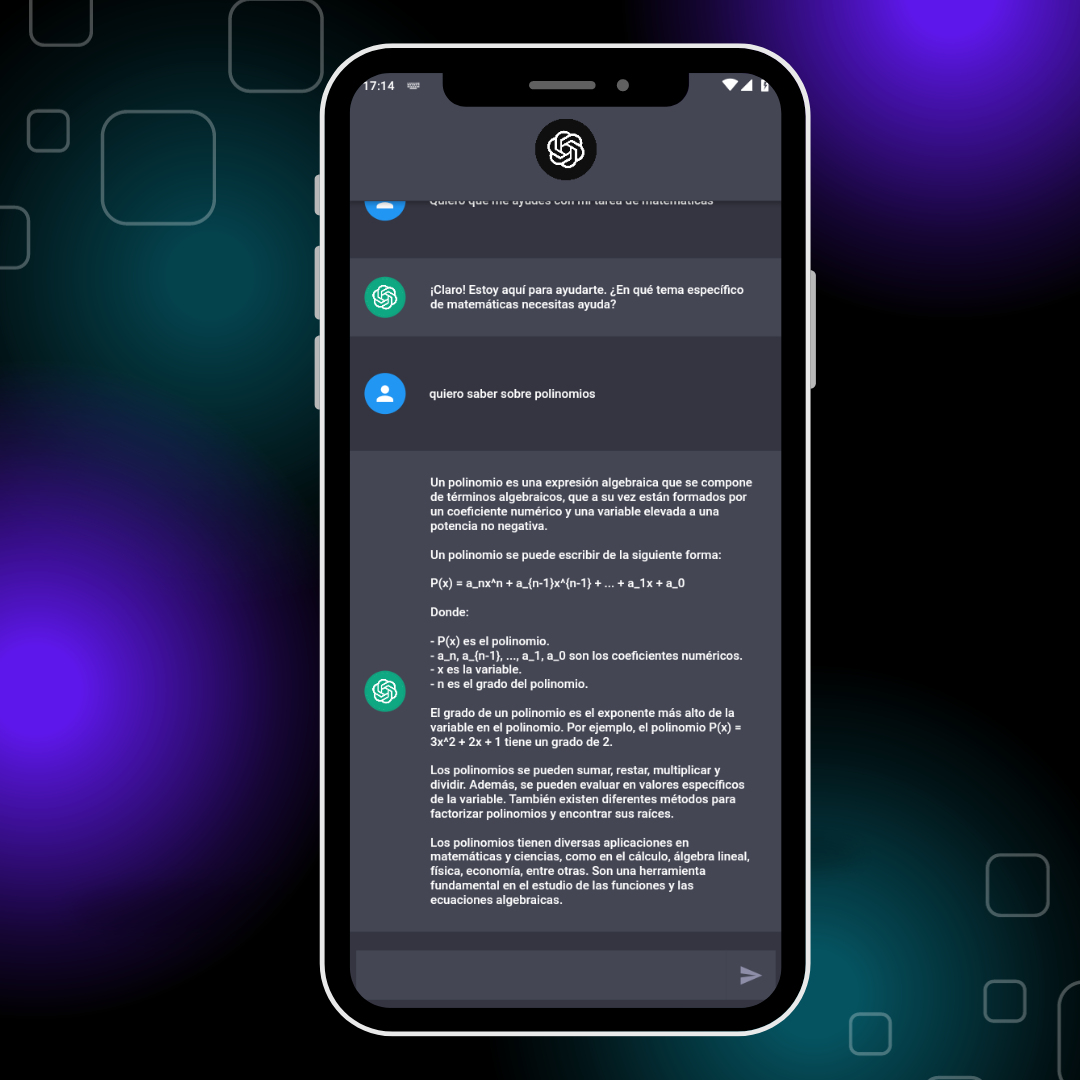 17:14
Quiero que me ayudes con mi tarea de matemáticas
¡Claro! Estoy aquí para ayudarte. ¿En qué tema específico
de matemáticas necesitas ayuda?
quiero saber sobre polinomios
Un polinomio es una expresión algebraica que se compone
de términos algebraicos, que a su vez están formados por
un coeficiente numérico y una variable elevada a una
potencia no negativa.
Un polinomio se puede escribir de la siguiente forma:
P(x) = a_nx^n + a_{n-1}x^{n-1} + ... + a_1x + a_0
Donde:
- P(x) es el polinomio.
- a_n, a_{n-1}, ..., a_1, a_0 son los coeficientes numéricos.
- x es la variable.
- n es el grado del polinomio.
El grado de un polinomio es el exponente más alto de la
variable en el polinomio. Por ejemplo, el polinomio P(x) =
3x^2 + 2x + 1 tiene un grado de 2.
Los polinomios se pueden sumar, restar, multiplicar y
dividir. Además, se pueden evaluar en valores específicos
de la variable. También existen diferentes métodos para
factorizar polinomios y encontrar sus raíces.
Los polinomios tienen diversas aplicaciones en
matemáticas y ciencias, como en el cálculo, álgebra lineal,
física, economía, entre otras. Son una herramienta
fundamental en el estudio de las funciones y las
ecuaciones algebraicas.